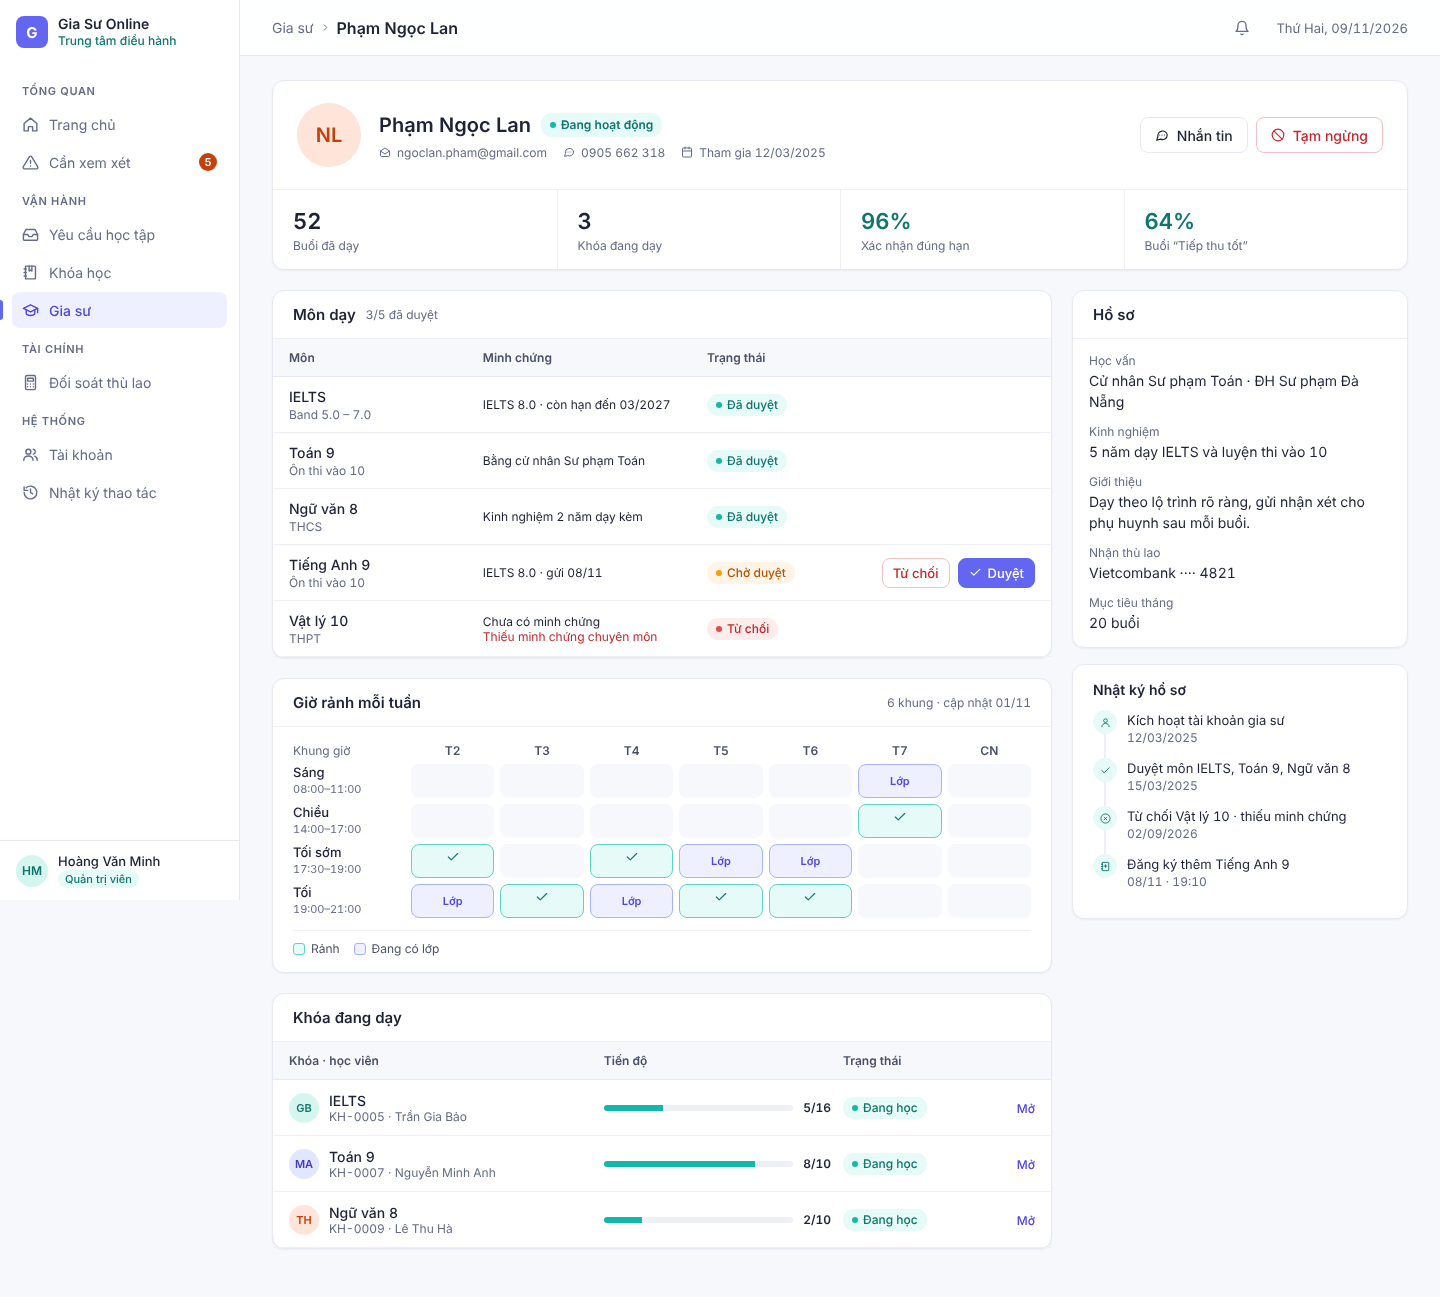 G
Gia Sư Online
Trung tâm điều hành
TỔNG QUAN
Trang chủ
Cần xem xét
5
VẬN HÀNH
Yêu cầu học tập
Khóa học
Gia sư
TÀI CHÍNH
Đối soát thù lao
HỆ THỐNG
Tài khoản
Nhật ký thao tác
HM
Hoàng Văn Minh
Quản trị viên
Gia sư
Phạm Ngọc Lan
Thứ Hai, 09/11/2026
NL
Phạm Ngọc Lan
Đang hoạt động
ngoclan.pham@gmail.com
0905 662 318
Tham gia 12/03/2025
Nhắn tin
Tạm ngừng
52
Buổi đã dạy
3
Khóa đang dạy
96%
Xác nhận đúng hạn
64%
Buổi “Tiếp thu tốt”
Môn dạy
3/5 đã duyệt
Môn
Minh chứng
Trạng thái
IELTS
Band 5.0 – 7.0
IELTS 8.0 · còn hạn đến 03/2027
Đã duyệt
Toán 9
Ôn thi vào 10
Bằng cử nhân Sư phạm Toán
Đã duyệt
Ngữ văn 8
THCS
Kinh nghiệm 2 năm dạy kèm
Đã duyệt
Tiếng Anh 9
Ôn thi vào 10
IELTS 8.0 · gửi 08/11
Chờ duyệt
Từ chối
Duyệt
Vật lý 10
THPT
Chưa có minh chứng
Thiếu minh chứng chuyên môn
Từ chối
Giờ rảnh mỗi tuần
6 khung · cập nhật 01/11
Khung giờ
T2
T3
T4
T5
T6
T7
CN
Sáng
08:00–11:00
Lớp
Chiều
14:00–17:00
Tối sớm
17:30–19:00
Lớp
Lớp
Tối
19:00–21:00
Lớp
Lớp
Rảnh
Đang có lớp
Khóa đang dạy
Khóa · học viên
Tiến độ
Trạng thái
GB
IELTS
KH-0005 · Trần Gia Bảo
5/16
Đang học
Mở
MA
Toán 9
KH-0007 · Nguyễn Minh Anh
8/10
Đang học
Mở
TH
Ngữ văn 8
KH-0009 · Lê Thu Hà
2/10
Đang học
Mở
Hồ sơ
Học vấn
Cử nhân Sư phạm Toán · ĐH Sư phạm Đà
Nẵng
Kinh nghiệm
5 năm dạy IELTS và luyện thi vào 10
Giới thiệu
Dạy theo lộ trình rõ ràng, gửi nhận xét cho
phụ huynh sau mỗi buổi.
Nhận thù lao
Vietcombank ···· 4821
Mục tiêu tháng
20 buổi
Nhật ký hồ sơ
Kích hoạt tài khoản gia sư
12/03/2025
Duyệt môn IELTS, Toán 9, Ngữ văn 8
15/03/2025
Từ chối Vật lý 10 · thiếu minh chứng
02/09/2026
Đăng ký thêm Tiếng Anh 9
08/11 · 19:10